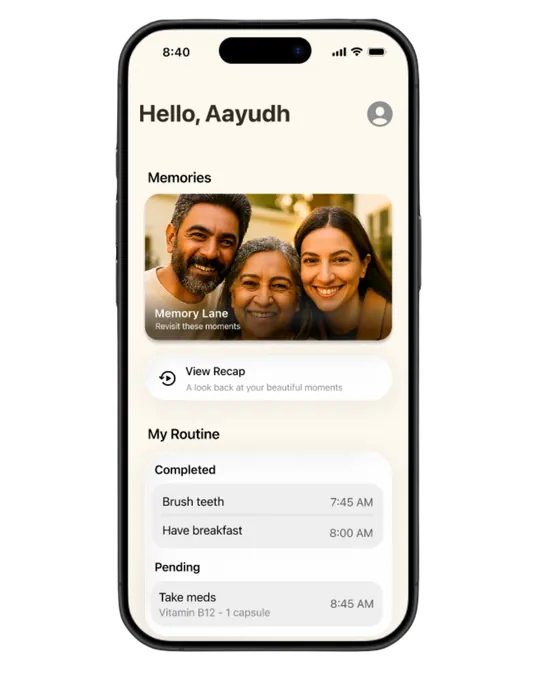 8:40
Hello, Aayudh
Memories
Memory Lane
Revisit these moments
View Recap
A look back at your beautiful moments
My Routine
Completed
Brush teeth 7:45 AM
Have breakfast 8:00 AM
Pending
Take meds 8:45 AM
Vitamin B12 - 1 capsule